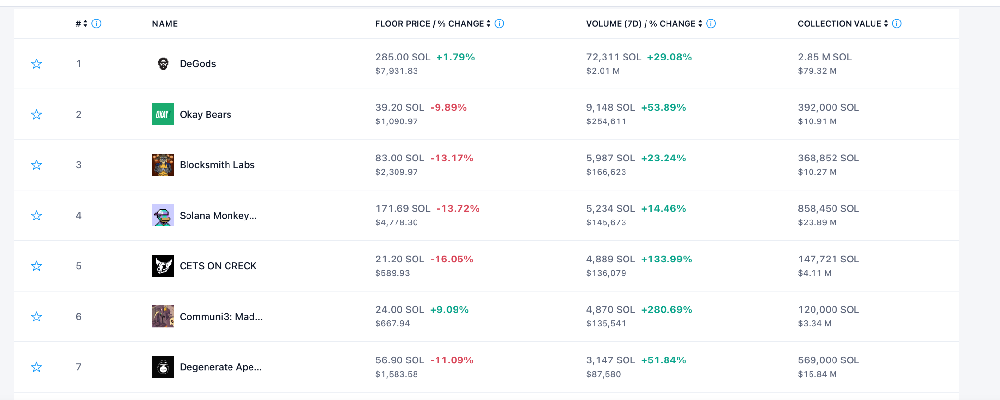 # NAME FLOOR PRICE / % CHANGE VOLUME (7D) / % CHANGE COLLECTION VALUE
1 DeGods 285.00 SOL +1.79% 72,311 SOL +29.08% 2.85 M SOL
$7,931.83 $2.01 M $79.32 M
2 OKAY Okay Bears 39.20 SOL -9.89% 9,148 SOL +53.89% 392,000 SOL
$1,090.97 $254,611 $10.91 M
3 Blocksmith Labs 83.00 SOL -13.17% 5,987 SOL +23.24% 368,852 SOL
$2,309.97 $166,623 $10.27 M
4 Solana Monkey... 171.69 SOL -13.72% 5,234 SOL +14.46% 858,450 SOL
$4,778.30 $145,673 $23.89 M
5 CETS ON CRECK 21.20 SOL -16.05% 4,889 SOL +133.99% 147,721 SOL
$589.93 $136,079 $4.11 M
6 Communi3: Mad... 24.00 SOL +9.09% 4,870 SOL +280.69% 120,000 SOL
$667.94 $135,541 $3.34 M
7 Degenerate Ape... 56.90 SOL -11.09% 3,147 SOL +51.84% 569,000 SOL
$1,583.58 $87,580 $15.84 M